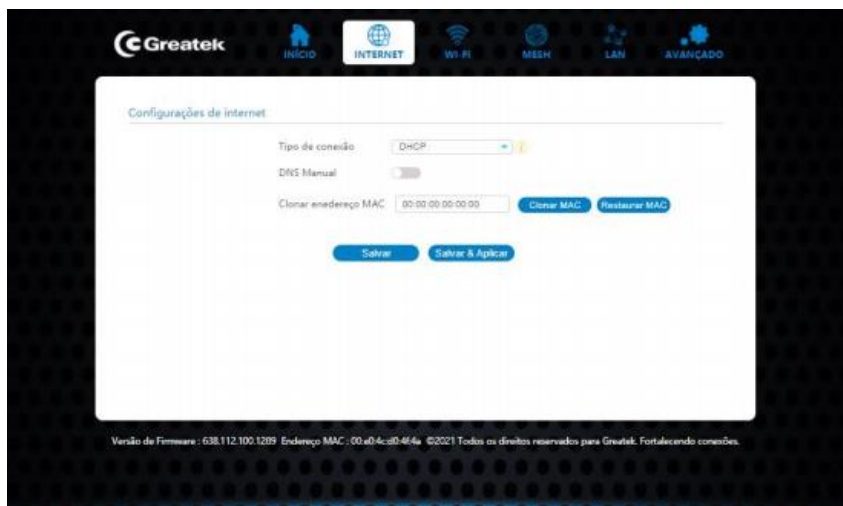 Greatek
INÍCIO
INTERNET
WI-FI
MESH
LAN
AVANÇADO
Configurações de internet
Tipo de conexão DHCP
DNS Manual
Clonar enedereço MAC 00:00:00:00:00:00 Clonar MAC Restaurar MAC
Salvar Salvar & Aplicar
Versão de Firmware : 638.112.100.1289 Endereço MAC : 00:e0:4c:d0:4f:4a ©2021 Todos os direitos reservados para Greatek. Fortalecendo conexões.